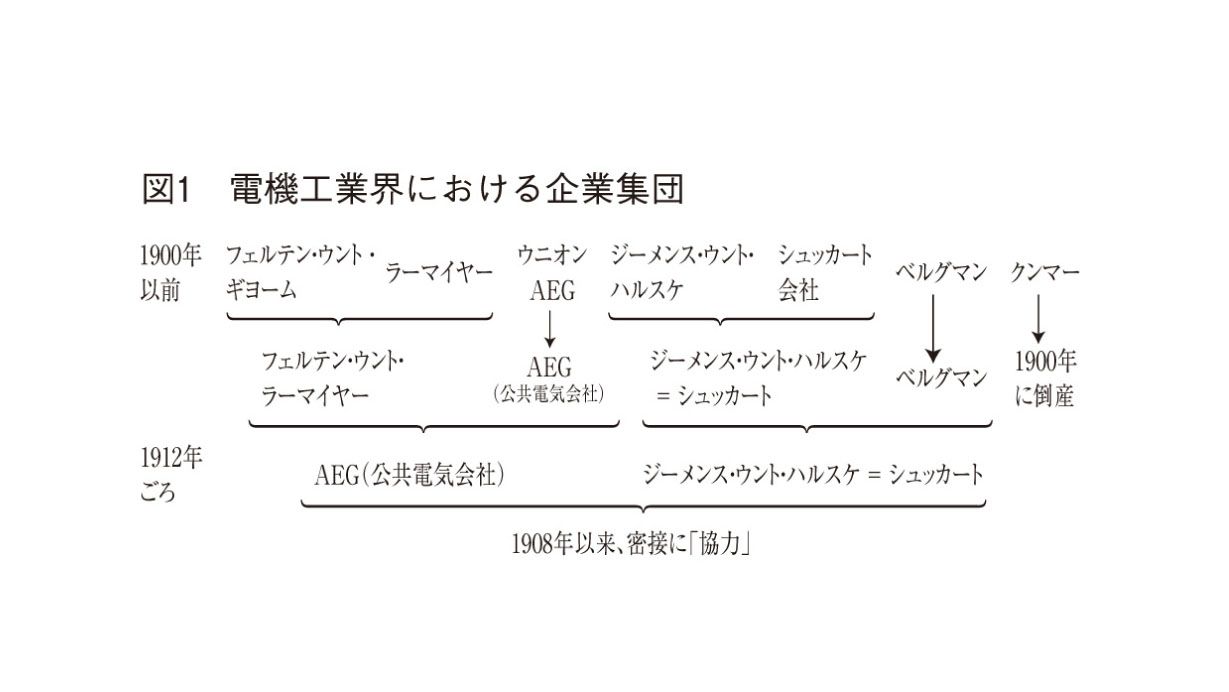 図1　電機工業界における企業集団
1900年
以前
フェルテン・ウント・
ギヨーム
ラーマイヤー
ウニオン
AEG
ジーメンス・ウント・
ハルスケ
シュッカート
会社
ベルグマン
クンマー
フェルテン・ウント・
ラーマイヤー
AEG
（公共電気会社）
ジーメンス・ウント・ハルスケ
= シュッカート
ベルグマン
1900年
に倒産
1912年
ごろ
AEG（公共電気会社）
ジーメンス・ウント・ハルスケ = シュッカート
1908年以来、密接に「協力」